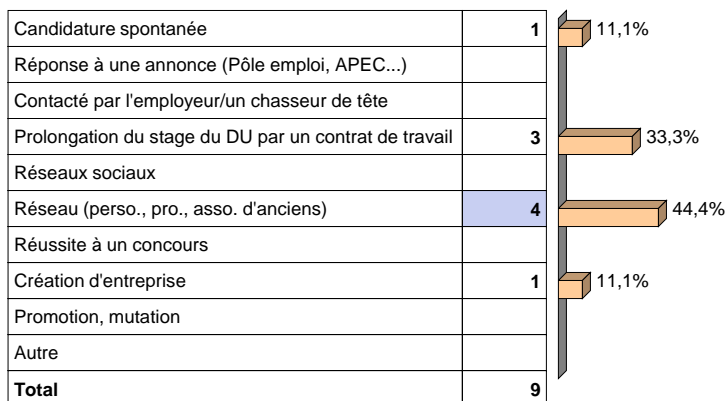 Candidature spontanée 1 11,1%
Réponse à une annonce (Pôle emploi, APEC...)
Contacté par l'employeur/un chasseur de tête
Prolongation du stage du DU par un contrat de travail 3 33,3%
Réseaux sociaux
Réseau (perso., pro., asso. d'anciens) 4 44,4%
Réussite à un concours
Création d'entreprise 1 11,1%
Promotion, mutation
Autre
Total 9